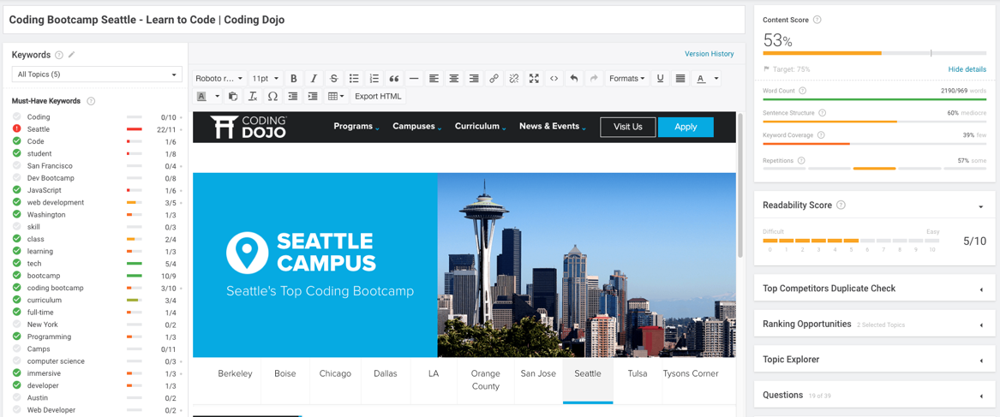 Coding Bootcamp Seattle - Learn to Code | Coding Dojo
Keywords
All Topics (5)
Must-Have Keywords
Coding 0/10
Seattle 22/11
Code 1/6
student 1/8
San Francisco 0/4
Dev Bootcamp 0/8
JavaScript 1/6
web development 3/5
Washington 1/3
skill 0/3
class 2/4
learning 1/3
tech 5/4
bootcamp 10/9
coding bootcamp 3/10
curriculum 3/4
full-time 1/4
New York 0/2
Programming 1/3
Camps 0/11
computer science 0/3
immersive 1/3
developer 1/3
Austin 0/2
Web Developer 0/2
Version History
Roboto r... 11pt B I S Formats U A
A Export HTML
CODING DOJO
Programs Campuses Curriculum News & Events Visit Us Apply
SEATTLE
CAMPUS
Seattle's Top Coding Bootcamp
Berkeley Boise Chicago Dallas LA Orange County San Jose Seattle Tulsa Tysons Corner
Content Score
53%
Target: 75% Hide details
Word Count 2190/969 words
Sentence Structure 60% mediocre
Keyword Coverage 39% few
Repetitions 57% some
Readability Score
Difficult Easy
5/10
0 1 2 3 4 5 6 7 8 9 10
Top Competitors Duplicate Check
Ranking Opportunities 2 Selected Topics
Topic Explorer
Questions 19 of 39